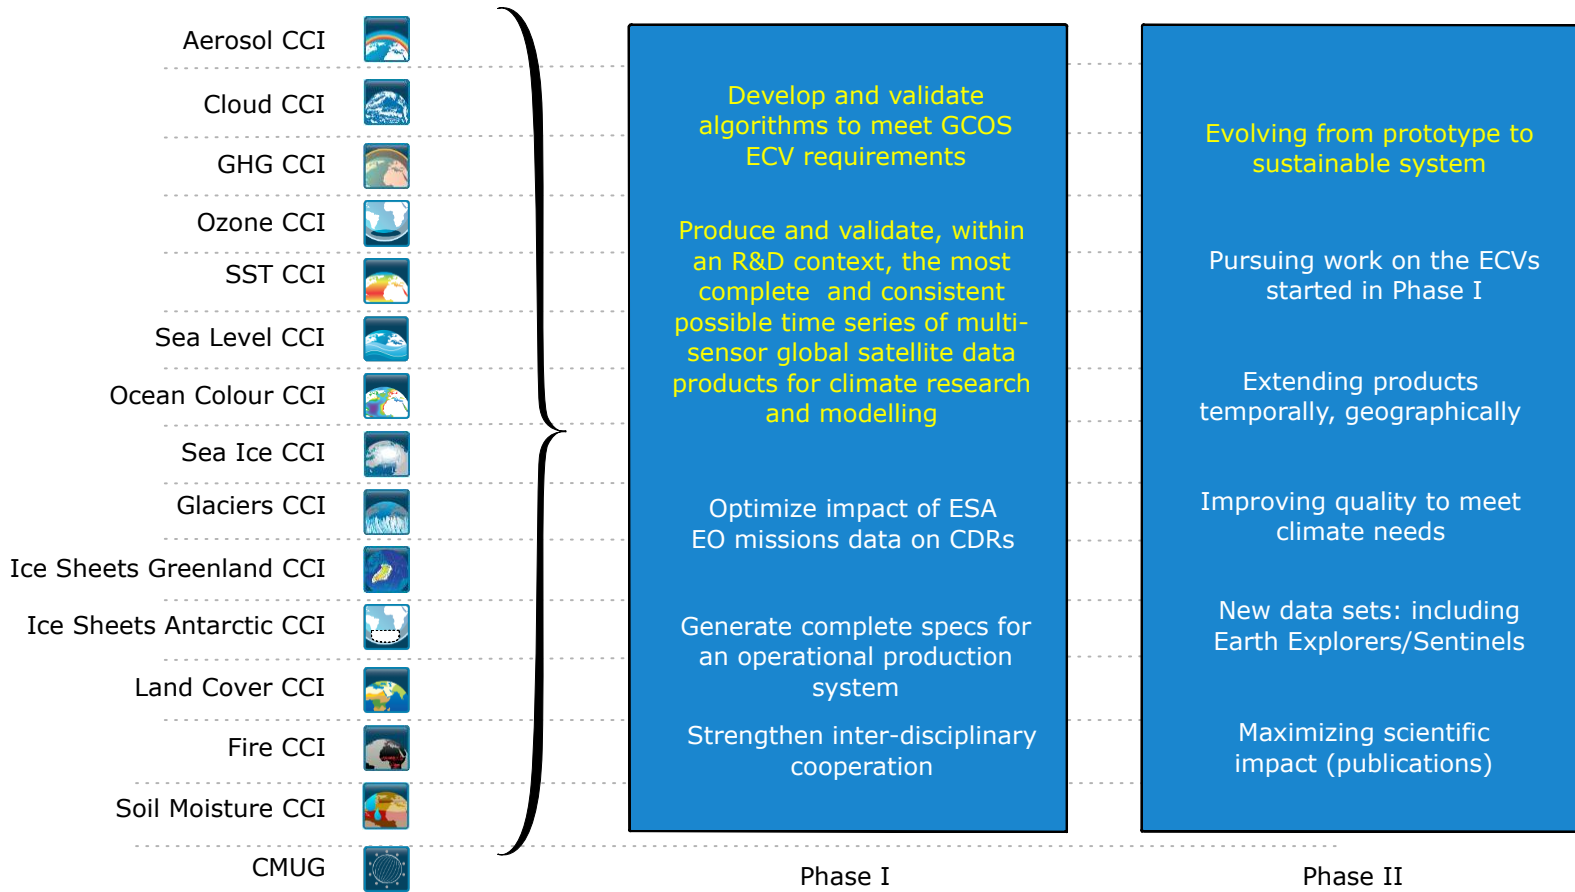 Aerosol CCI
Cloud CCI
GHG CCI
Ozone CCI
SST CCI
Sea Level CCI
Ocean Colour CCI
Sea Ice CCI
Glaciers CCI
Ice Sheets Greenland CCI
Ice Sheets Antarctic CCI
Land Cover CCI
Fire CCI
Soil Moisture CCI
CMUG
Develop and validate
algorithms to meet GCOS
ECV requirements
Produce and validate, within
an R&D context, the most
complete and consistent
possible time series of multi-
sensor global satellite data
products for climate research
and modelling
Optimize impact of ESA
EO missions data on CDRs
Generate complete specs for
an operational production
system
Strengthen inter-disciplinary
cooperation
Phase I
Evolving from prototype to
sustainable system
Pursuing work on the ECVs
started in Phase I
Extending products
temporally, geographically
Improving quality to meet
climate needs
New data sets: including
Earth Explorers/Sentinels
Maximizing scientific
impact (publications)
Phase II